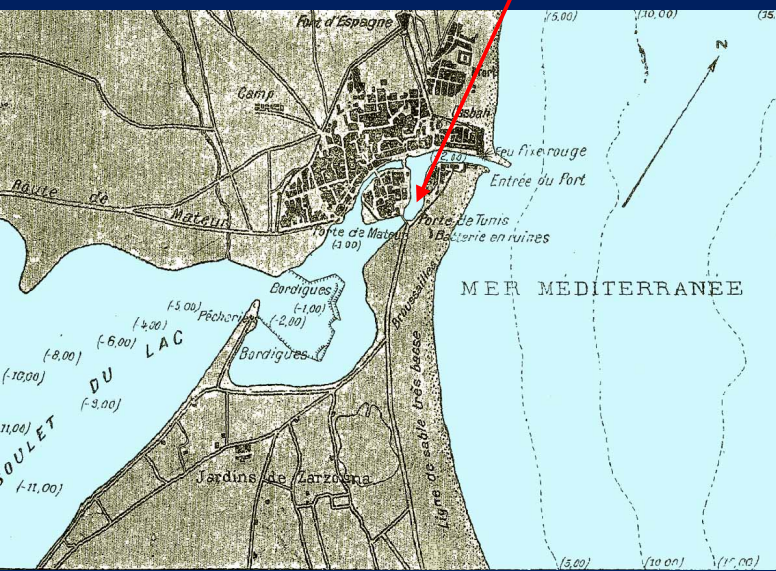 Fort d'Espagne
(5,00)
(10,00)
N
Camp
Fort
Casbah
Feu fixe rouge
Entrée du Port
(-2,00)
Route de
Mateur
Porte de Tunis
Porte de Mateur
(-3,00)
Batterie en ruines
MER MÉDITERRANÉE
Bordigues
(-1,00)
(-2,00)
(-5,00)
Pêcheries
(-4,00)
(-6,00)
(-8,00)
(-10,00)
Bordigues
Broussailles
GOULET DU LAC
(-9,00)
(-11,00)
Ligne de sable très basse
Jardins de Zarzouna
(5,00)
(10,00)